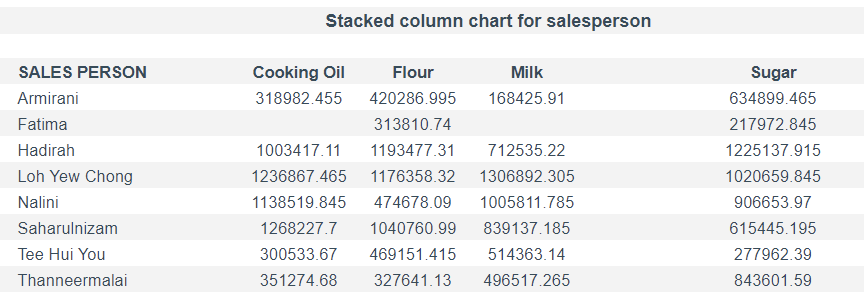 Stacked column chart for salesperson
SALES PERSON Cooking Oil Flour Milk Sugar
Armirani 318982.455 420286.995 168425.91 634899.465
Fatima 313810.74 217972.845
Hadirah 1003417.11 1193477.31 712535.22 1225137.915
Loh Yew Chong 1236867.465 1176358.32 1306892.305 1020659.845
Nalini 1138519.845 474678.09 1005811.785 906653.97
Saharulnizam 1268227.7 1040760.99 839137.185 615445.195
Tee Hui You 300533.67 469151.415 514363.14 277962.39
Thanneermalai 351274.68 327641.13 496517.265 843601.59